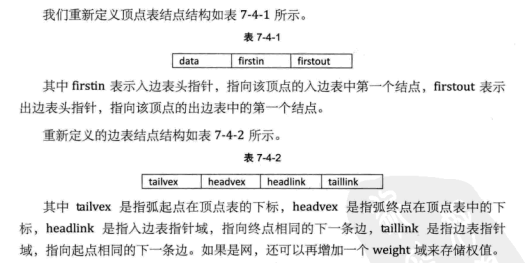 我们重新定义顶点表结点结构如表 7-4-1 所示。
表 7-4-1
data firstin firstout
其中 firstin 表示入边表头指针，指向该顶点的入边表中第一个结点，firstout 表示
出边表头指针，指向该顶点的出边表中的第一个结点。
重新定义的边表结点结构如表 7-4-2 所示。
表 7-4-2
tailvex headvex headlink taillink
其中 tailvex 是指弧起点在顶点表的下标，headvex 是指弧终点在顶点表中的下
标，headlink 是指入边表指针域，指向终点相同的下一条边，taillink 是指边表指针
域，指向起点相同的下一条边。如果是网，还可以再增加一个 weight 域来存储权值。